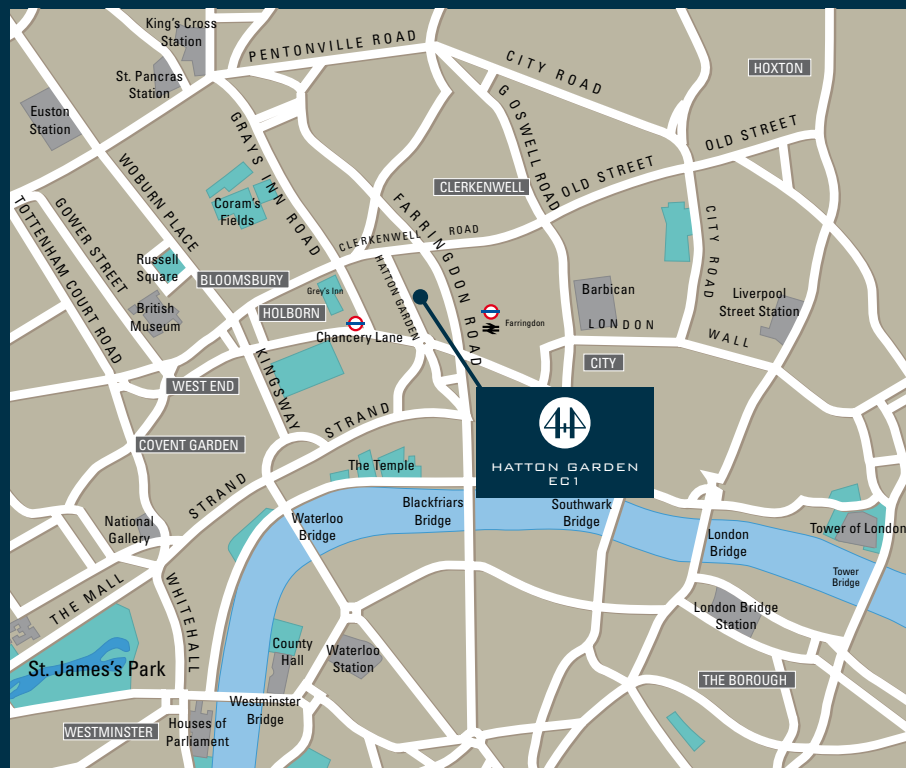 King's Cross
Station
PENTONVILLE ROAD
CITY ROAD
HOXTON
St. Pancras
Station
Euston
Station
GOSWELL ROAD
OLD STREET
OLD STREET
GRAYS INN ROAD
WOBURN PLACE
CLERKENWELL
Coram's
Fields
FARRINGDON ROAD
TOTTENHAM COURT ROAD
GOWER STREET
CLERKENWELL ROAD
CITY ROAD
Russell
Square
BLOOMSBURY
HATTON GARDEN
Grey's Inn
Barbican
Liverpool
Street Station
British
Museum
HOLBORN
Chancery Lane
Farringdon
LONDON WALL
KINGSWAY
CITY
WEST END
STRAND
COVENT GARDEN
HATTON GARDEN
EC1
The Temple
STRAND
Blackfriars
Bridge
Southwark
Bridge
Waterloo
Bridge
National
Gallery
London
Bridge
Tower of London
Tower
Bridge
THE MALL
WHITEHALL
London Bridge
Station
County
Hall
Waterloo
Station
St. James's Park
THE BOROUGH
Westminster
Bridge
WESTMINSTER
Houses of
Parliament